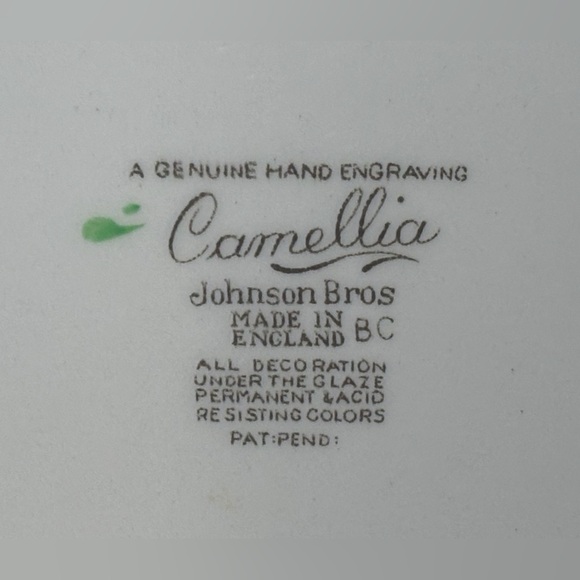 A GENUINE HAND ENGRAVING
Camellia
Johnson Bros
MADE IN
ENGLAND BC
ALL DECORATION
UNDER THE GLAZE
PERMANENT & ACID
RESISTING COLORS
PAT:PEND: